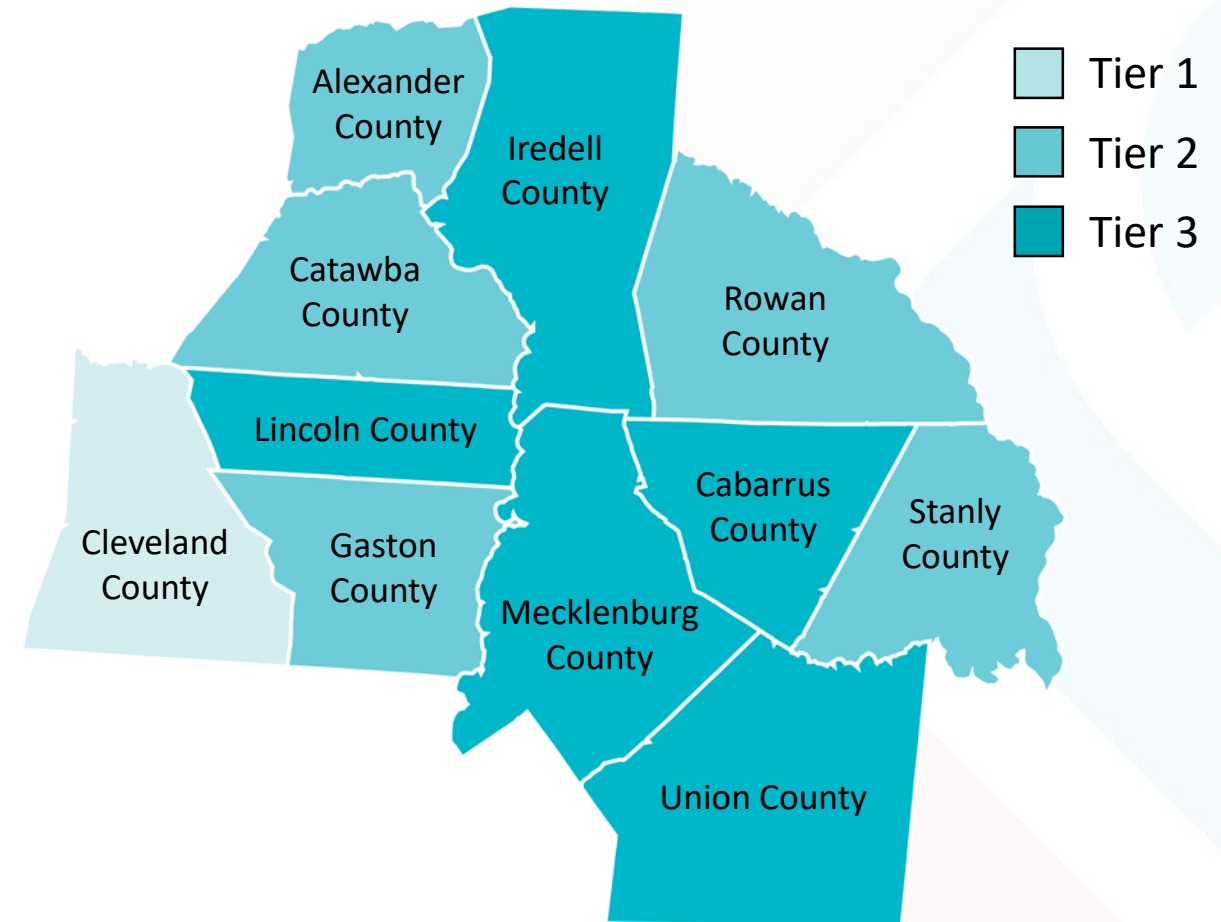 Alexander
County
Iredell
County
Tier 1
Tier 2
Tier 3
Catawba
County
Rowan
County
Lincoln County
Cabarrus
County
Stanly
County
Cleveland
County
Gaston
County
Mecklenburg
County
Union County